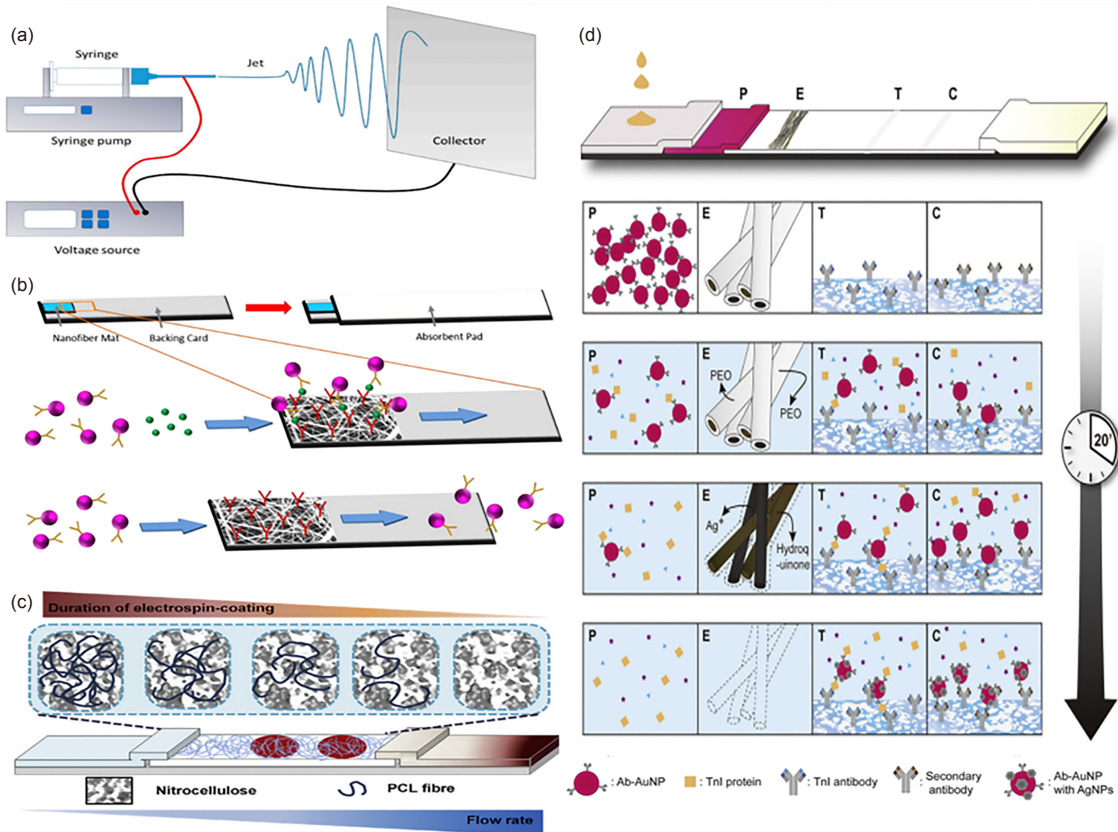 (a)
Syringe
Jet
Syringe pump
Collector
Voltage source
(b)
Nanofiber Mat
Backing Card
Absorbent Pad
(c)
Duration of electrospin-coating
Nitrocellulose
PCL fibre
Flow rate
(d)
P E T C
P E T C
P E T C
PEO
PEO
20'
P E T C
Ag+
Hydroq
-uinone
P E T C
: Ab-AuNP
: TnI protein
: TnI antibody
: Secondary
antibody
: Ab-AuNP
with AgNPs